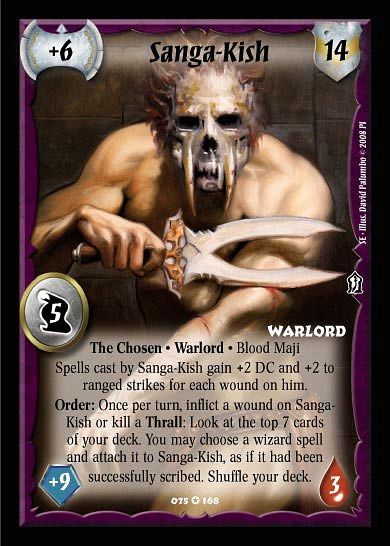 +6
Sanga-Kish
14
SE • Illus. David Palumbo © 2008 PI
5
WARLORD
The Chosen • Warlord • Blood Maji
Spells cast by Sanga-Kish gain +2 DC and +2 to
ranged strikes for each wound on him.
Order: Once per turn, inflict a wound on Sanga-
Kish or kill a Thrall: Look at the top 7 cards
of your deck. You may choose a wizard spell
and attach it to Sanga-Kish, as if it had been
successfully scribed. Shuffle your deck.
+9
3
075 ✪ 168